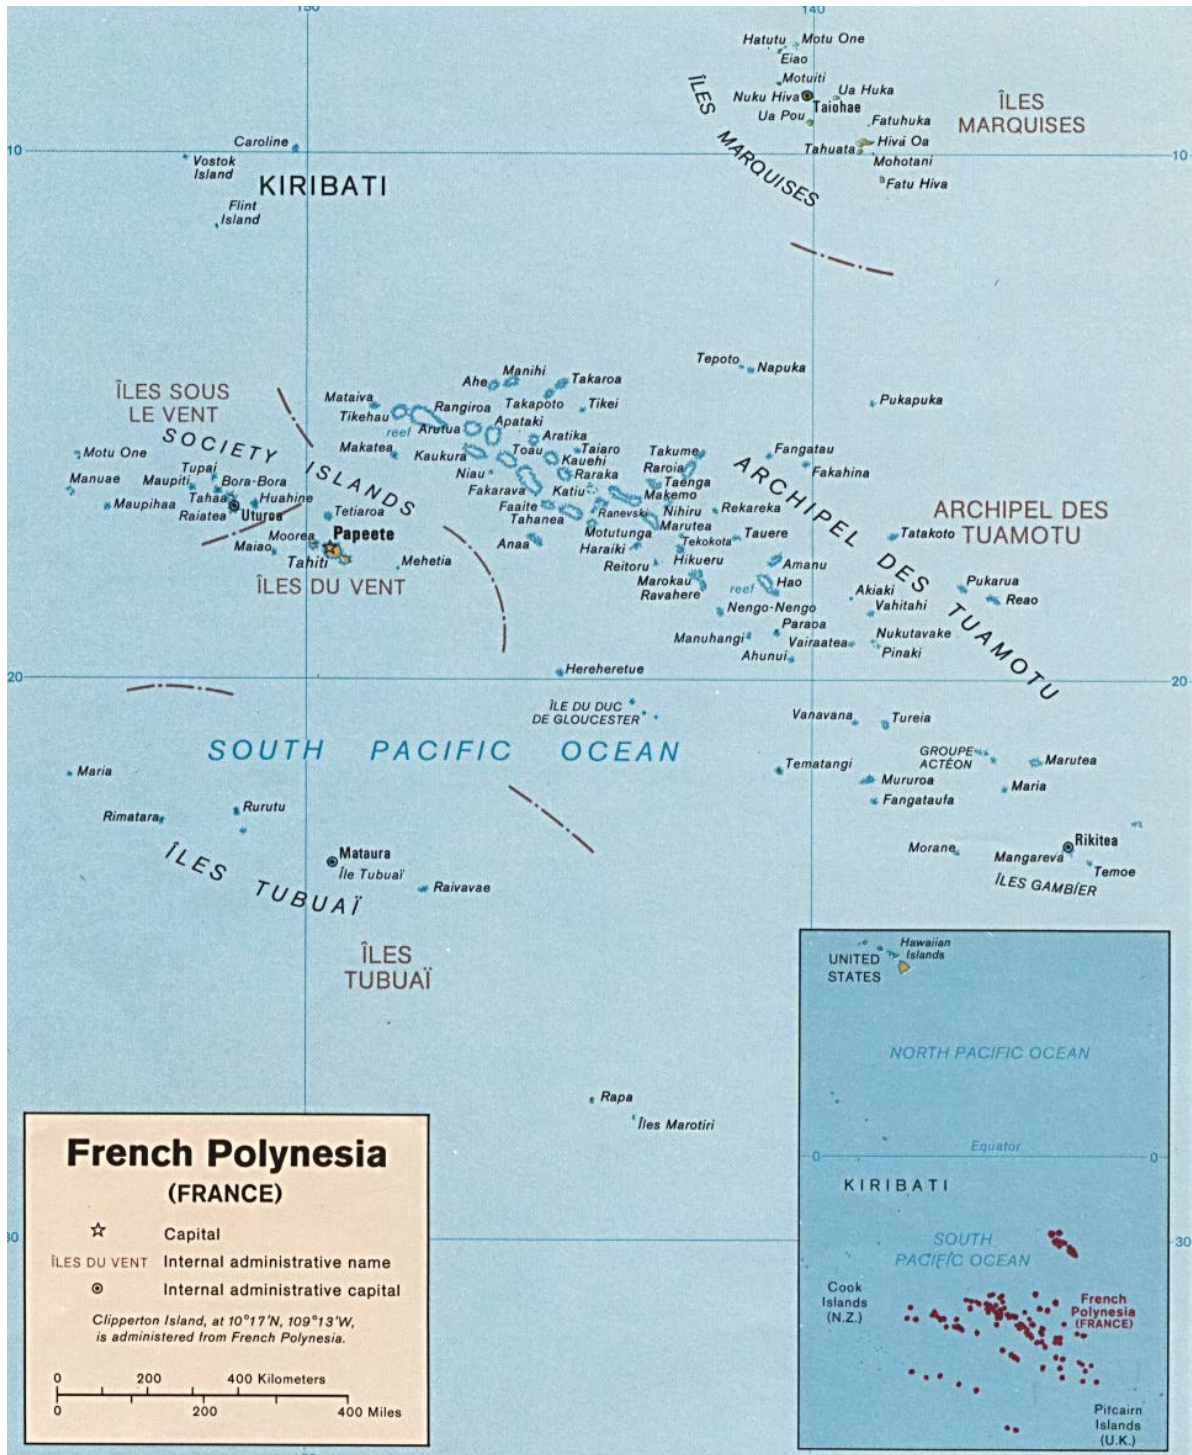 150
140
Hatutu
Motu One
Eiao
Motuiti
Nuku Hiva
Ua Huka
Taiohae
Ua Pou
Fatuhuka
Hiva Oa
Tahuata
Mohotani
Fatu Hiva
ÎLES
MARQUISES
ÎLES MARQUISES
10
10
Caroline
Vostok
Island
KIRIBATI
Flint
Island
Tepoto
Napuka
Pukapuka
ÎLES SOUS
LE VENT
SOCIETY ISLANDS
Motu One
Manuae
Maupihaa
Tupai
Maupiti
Bora-Bora
Tahaa
Huahine
Raiatea
Uturoa
Tetiaroa
Moorea
Papeete
Maiao
Tahiti
Mehetia
ÎLES DU VENT
Mataiva
Tikehau
reef
Rangiroa
Makatea
Ahe
Manihi
Takaroa
Takapoto
Tikei
Arutua
Apataki
Aratika
Kaukura
Toau
Taiaro
Kauehi
Niau
Raraka
Fakarava
Katiu
Faaite
Tahanea
Anaa
Takume
Raroia
Taenga
Makemo
Ranevski
Nihiru
Marutea
Motutunga
Haraiki
Tekokota
Reitoru
Hikueru
Marokau
Ravahere
Rekareka
Tauere
Fangatau
Fakahina
ARCHIPEL DES TUAMOTU
ARCHIPEL DES
TUAMOTU
Tatakoto
Amanu
reef
Hao
Akiaki
Vahitahi
Pukarua
Reao
Nengo-Nengo
Paraoa
Manuhangi
Vairaatea
Nukutavake
Pinaki
Ahunui
Hereheretue
20
20
ÎLE DU DUC
DE GLOUCESTER
SOUTH PACIFIC OCEAN
Vanavana
Tureia
Tematangi
GROUPE
ACTÉON
Marutea
Mururoa
Maria
Fangataufa
Morane
Rikitea
Mangareva
Temoe
ÎLES GAMBIER
Maria
Rimatara
Rurutu
Mataura
Île Tubuaï
Raivavae
ÎLES TUBUAÏ
ÎLES
TUBUAÏ
Rapa
Îles Marotiri
30
30
French Polynesia
(FRANCE)
Capital
ÎLES DU VENT Internal administrative name
Internal administrative capital
Clipperton Island, at 10°17'N, 109°13'W,
is administered from French Polynesia.
0 200 400 Kilometers
0 200 400 Miles
Hawaiian
Islands
UNITED
STATES
NORTH PACIFIC OCEAN
Equator
0
0
KIRIBATI
SOUTH
PACIFIC OCEAN
Cook
Islands
(N.Z.)
French
Polynesia
(FRANCE)
Pitcairn
Islands
(U.K.)